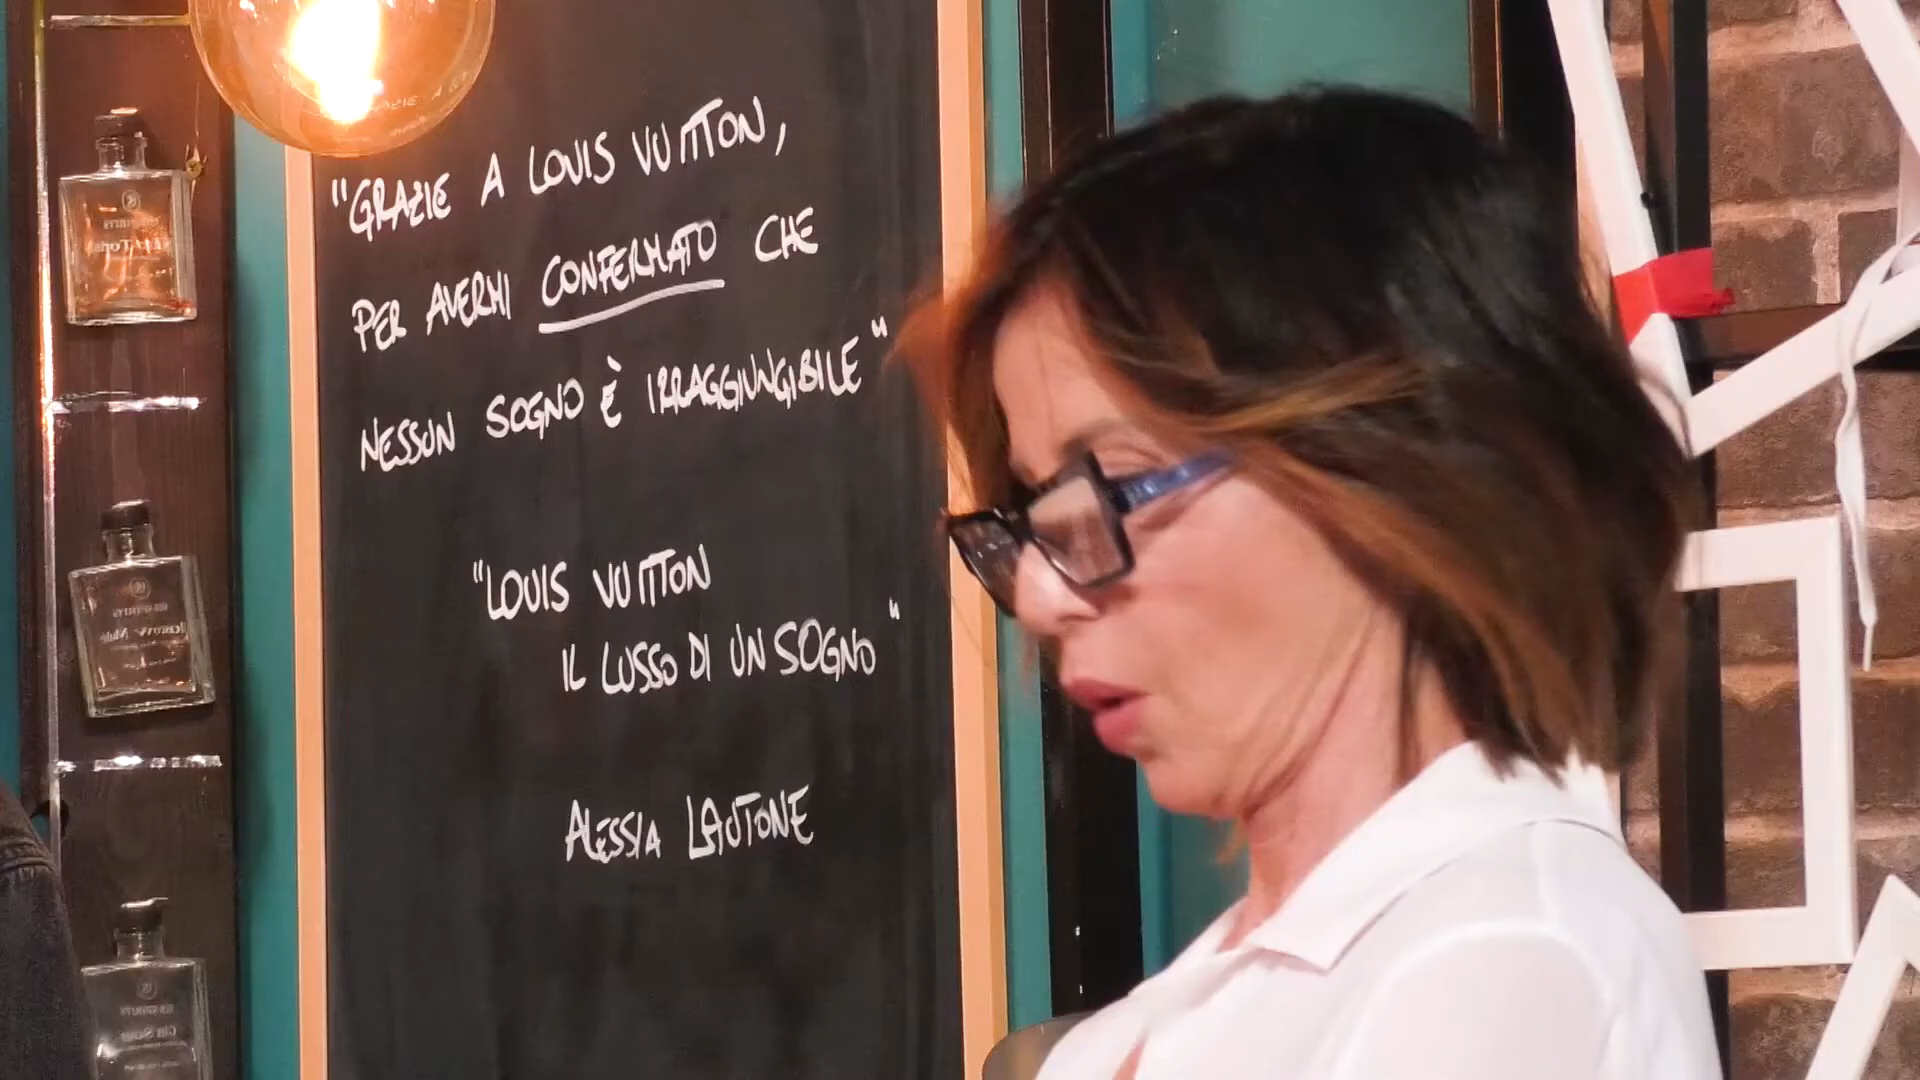 "GRAZIE A LOUIS VUITTON,
PER AVERMI CONFERMATO CHE
NESSUN SOGNO È IRRAGGIUNGIBILE"
"LOUIS VUITTON
IL LUSSO DI UN SOGNO"
ALESSIA LAUTONE